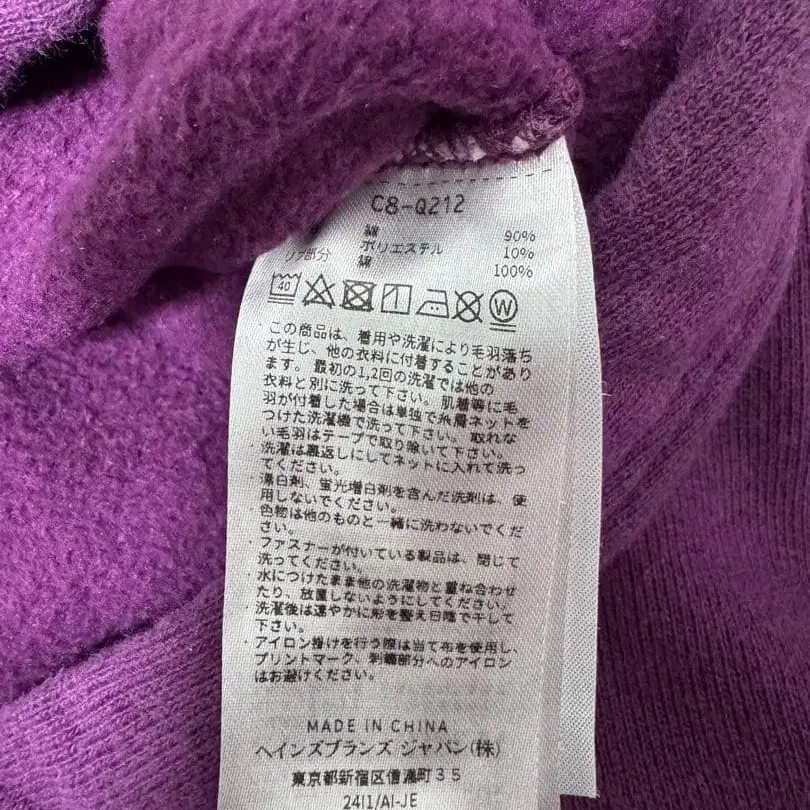 C8-Q212
綿 90%
ポリエステル 10%
リブ部分 綿 100%
40
W
・この商品は、着用や洗濯により毛羽落ち
が生じ、他の衣料に付着することがあり
ます。最初の1,2回の洗濯では他の
衣料と別に洗って下さい。肌着等に毛
羽が付着した場合は単独で糸屑ネットを
つけた洗濯機で洗って下さい。取れな
い毛羽はテープで取り除いて下さい。
・洗濯は裏返しにしてネットに入れて洗っ
てください。
・漂白剤、蛍光増白剤を含んだ洗剤は、使
用しないでください。
・色物は他のものと一緒に洗わないでくだ
さい。
・ファスナーが付いている製品は、閉じて
洗ってください。
・水につけたまま他の洗濯物と重ね合わせ
たり、放置しないようにしてください。
・洗濯後は速やかに形を整え日陰で干して
下さい。
・アイロン掛けを行う際は当て布を使用し、
プリントマーク、刺繍部分へのアイロン
はお避けください。
MADE IN CHINA
ヘインズブランズ ジャパン(株)
東京都新宿区信濃町35
24I1/AI-JE